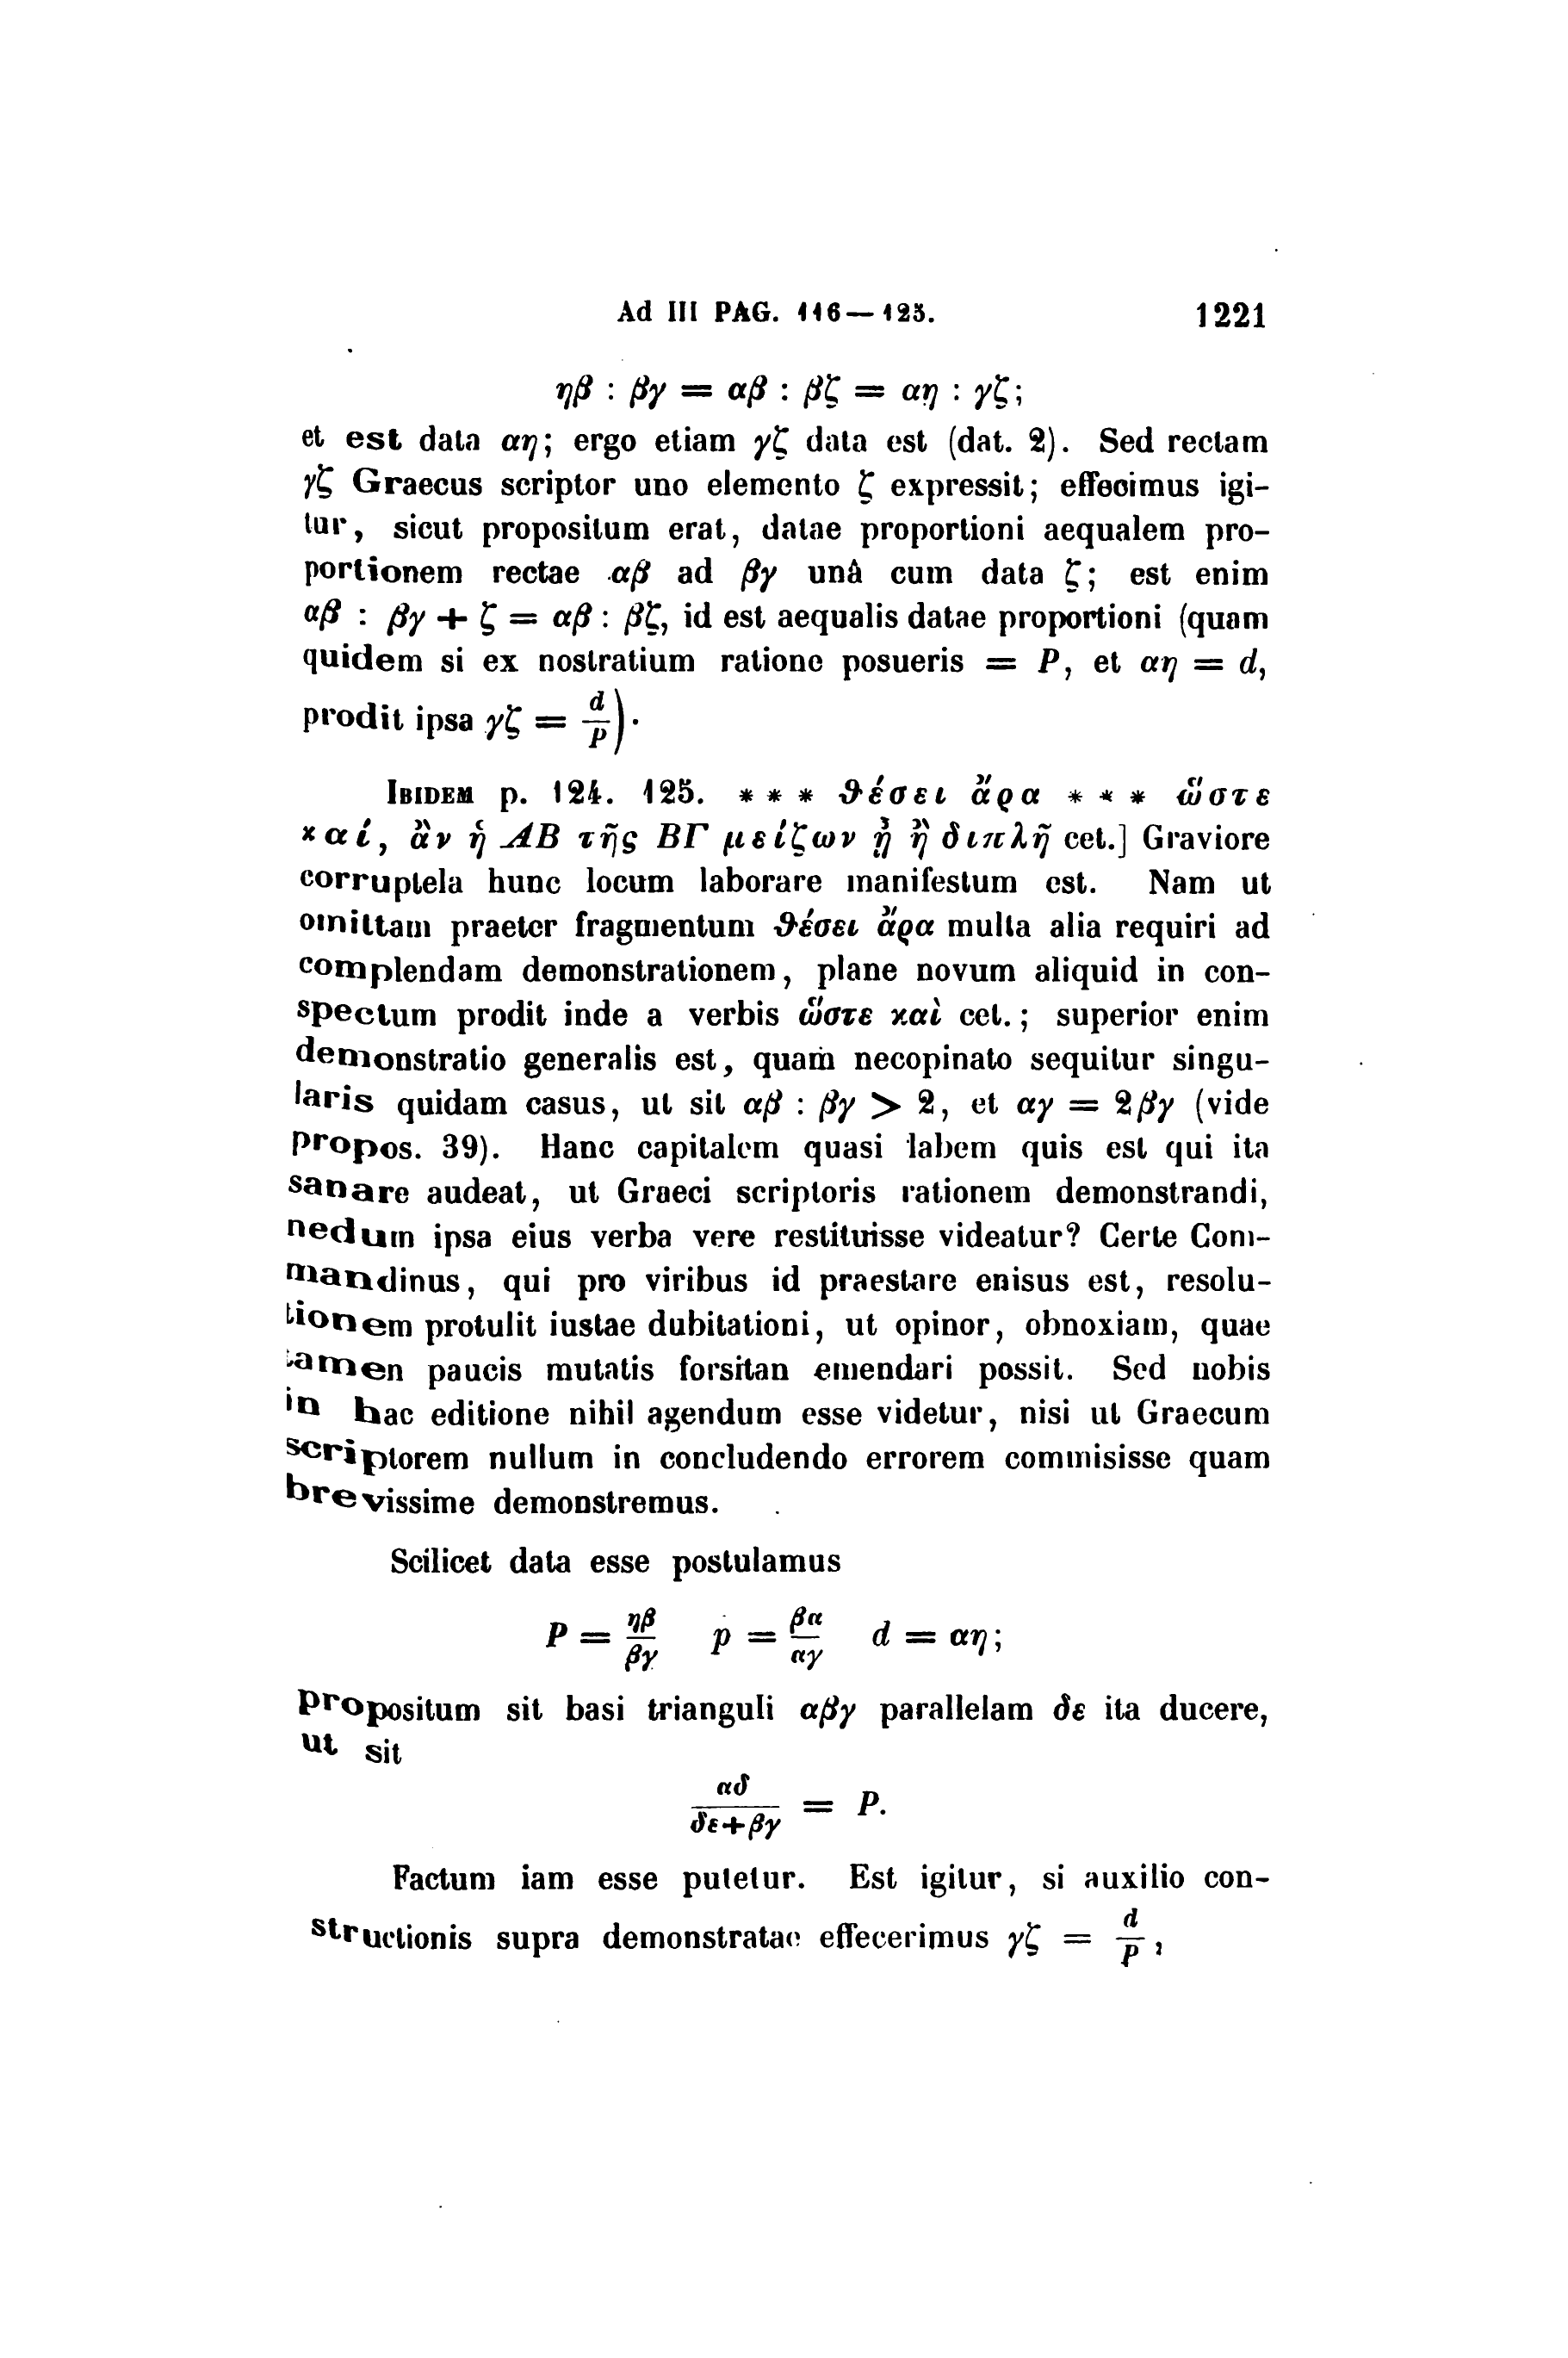 Ad III PAG. 116—125. 1221
ηβ : βγ = αβ : βζ = αη : γζ;
et est data αη; ergo etiam γζ data est (dat. 2). Sed rectam
γζ Graecus scriptor uno elemento ζ expressit; effecimus igi-
tur, sicut propositum erat, datae proportioni aequalem pro-
portionem rectae αβ ad βγ unâ cum data ζ; est enim
αβ : βγ + ζ = αβ : βζ, id est aequalis datae proportioni (quam
quidem si ex nostratium ratione posueris = P, et αη = d,
prodit ipsa γζ = d/P).
IBIDEM p. 124. 125. * * * θέσει ἄρα * * * ὥστε
καί, ἂν ἡ ΑΒ τῆς ΒΓ μείζων ᾖ ἢ διπλῆ cet.] Graviore
corruptela hunc locum laborare manifestum est. Nam ut
omittam praeter fragmentum θέσει ἄρα multa alia requiri ad
complendam demonstrationem, plane novum aliquid in con-
spectum prodit inde a verbis ὥστε καὶ cet.; superior enim
demonstratio generalis est, quam necopinato sequitur singu-
laris quidam casus, ut sit αβ : βγ > 2, et αγ = 2βγ (vide
propos. 39). Hanc capitalem quasi labem quis est qui ita
sanare audeat, ut Graeci scriptoris rationem demonstrandi,
nedum ipsa eius verba vere restituisse videatur? Certe Com-
mandinus, qui pro viribus id praestare enisus est, resolu-
tionem protulit iustae dubitationi, ut opinor, obnoxiam, quae
tamen paucis mutatis forsitan emendari possit. Sed nobis
in hac editione nihil agendum esse videtur, nisi ut Graecum
scriptorem nullum in concludendo errorem commisisse quam
brevissime demonstremus.
Scilicet data esse postulamus
P = ηβ/βγ p = βα/αγ d = αη;
propositum sit basi trianguli αβγ parallelam δε ita ducere,
ut sit
αδ/(δε+βγ) = P.
Factum iam esse putetur. Est igitur, si auxilio con-
structionis supra demonstratae effecerimus γζ = d/P,